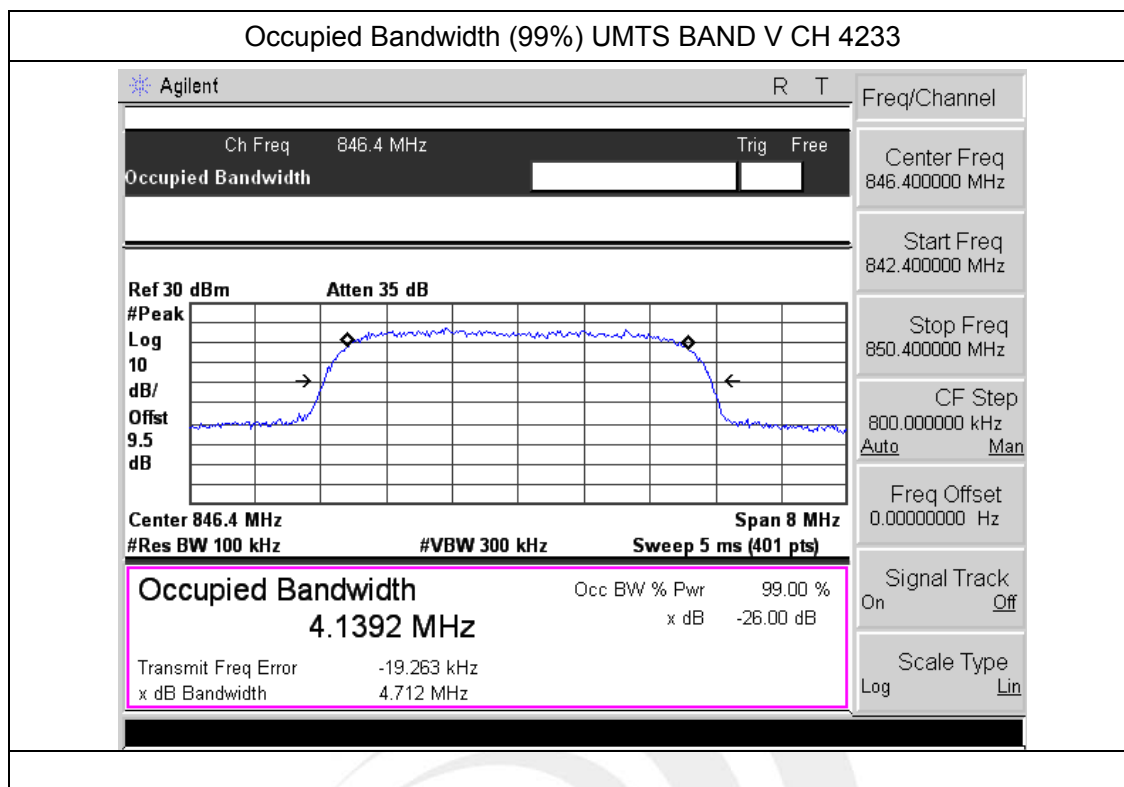 Occupied Bandwidth (99%) UMTS BAND V CH 4233
Agilent R T
Freq/Channel
Ch Freq 846.4 MHz Trig Free
Occupied Bandwidth
Center Freq
846.400000 MHz
Start Freq
842.400000 MHz
Stop Freq
850.400000 MHz
CF Step
800.000000 kHz
Auto Man
Freq Offset
0.00000000 Hz
Signal Track
On Off
Scale Type
Log Lin
Ref 30 dBm Atten 35 dB
#Peak
Log
10
dB/
Offst
9.5
dB
Center 846.4 MHz Span 8 MHz
#Res BW 100 kHz #VBW 300 kHz Sweep 5 ms (401 pts)
Occupied Bandwidth Occ BW % Pwr 99.00 %
4.1392 MHz x dB -26.00 dB
Transmit Freq Error -19.263 kHz
x dB Bandwidth 4.712 MHz